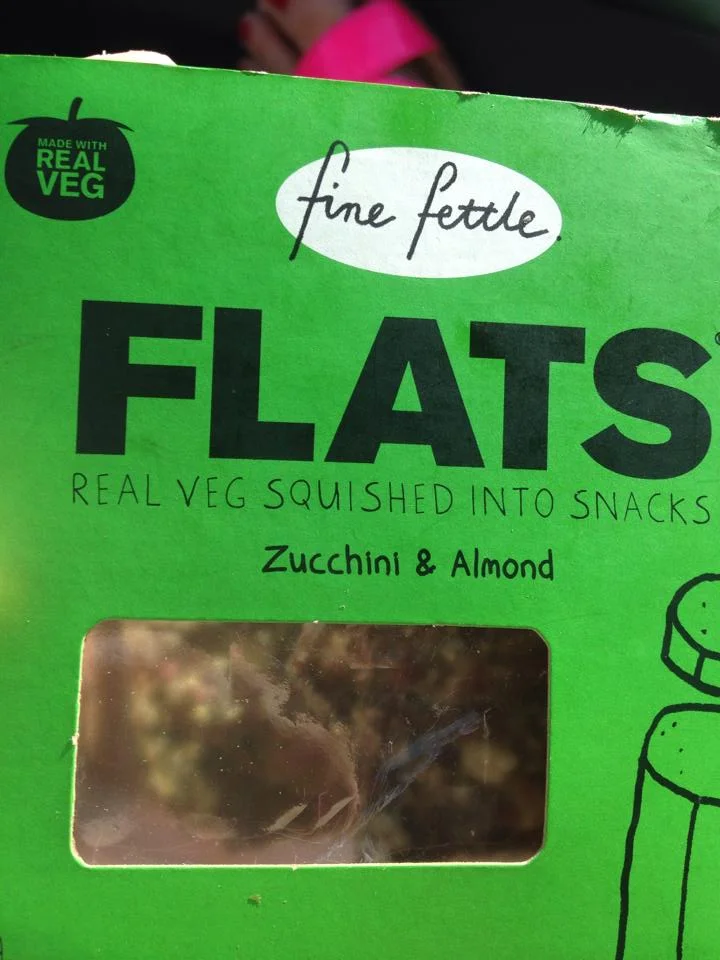 MADE WITH
REAL
VEG
fine fettle.
FLATS
REAL VEG SQUISHED INTO SNACKS
Zucchini & Almond